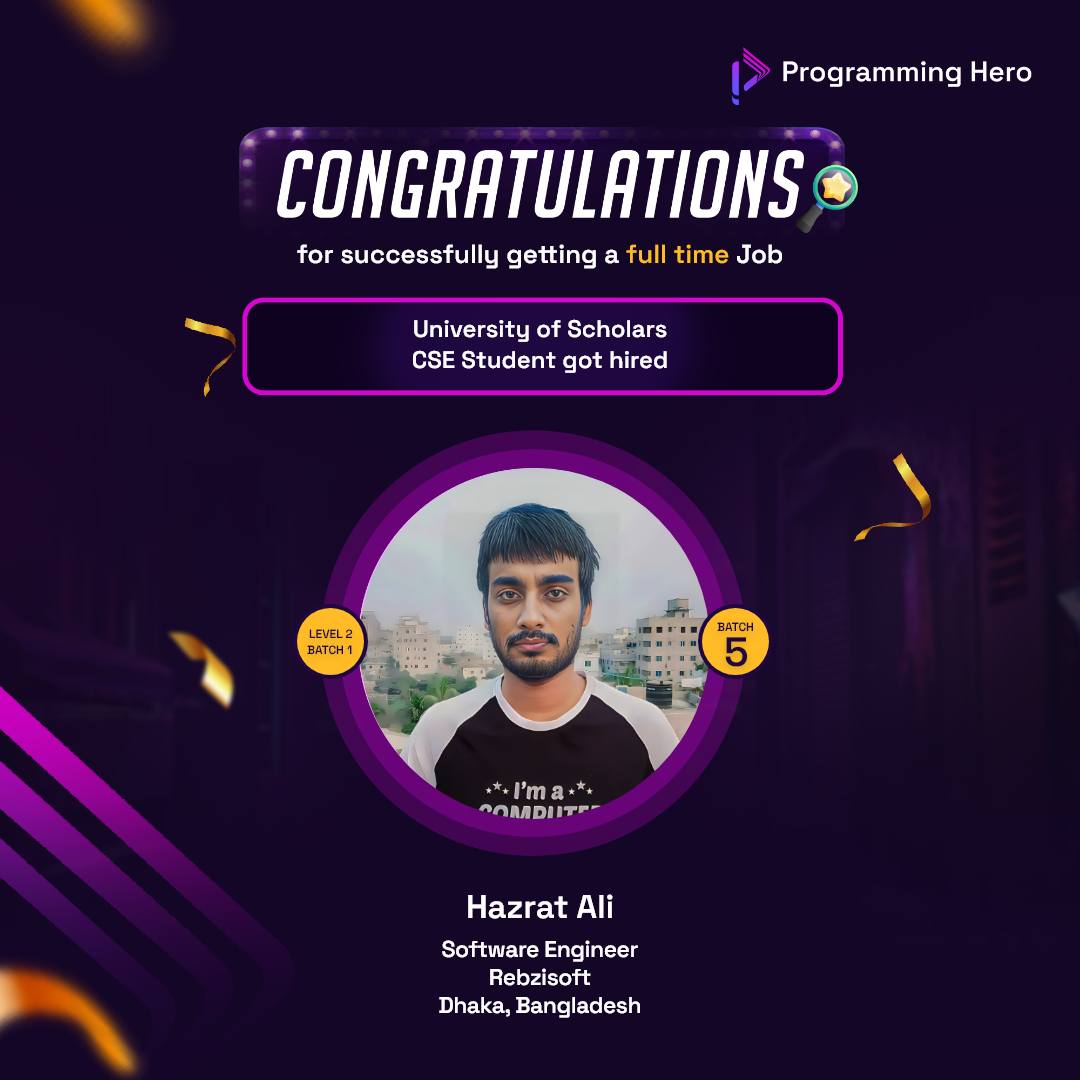 Programming Hero
CONGRATULATIONS
for successfully getting a full time Job
University of Scholars
CSE Student got hired
LEVEL 2
BATCH 1
BATCH
5
I'm a
COMPUTER
Hazrat Ali
Software Engineer
Rebzisoft
Dhaka, Bangladesh